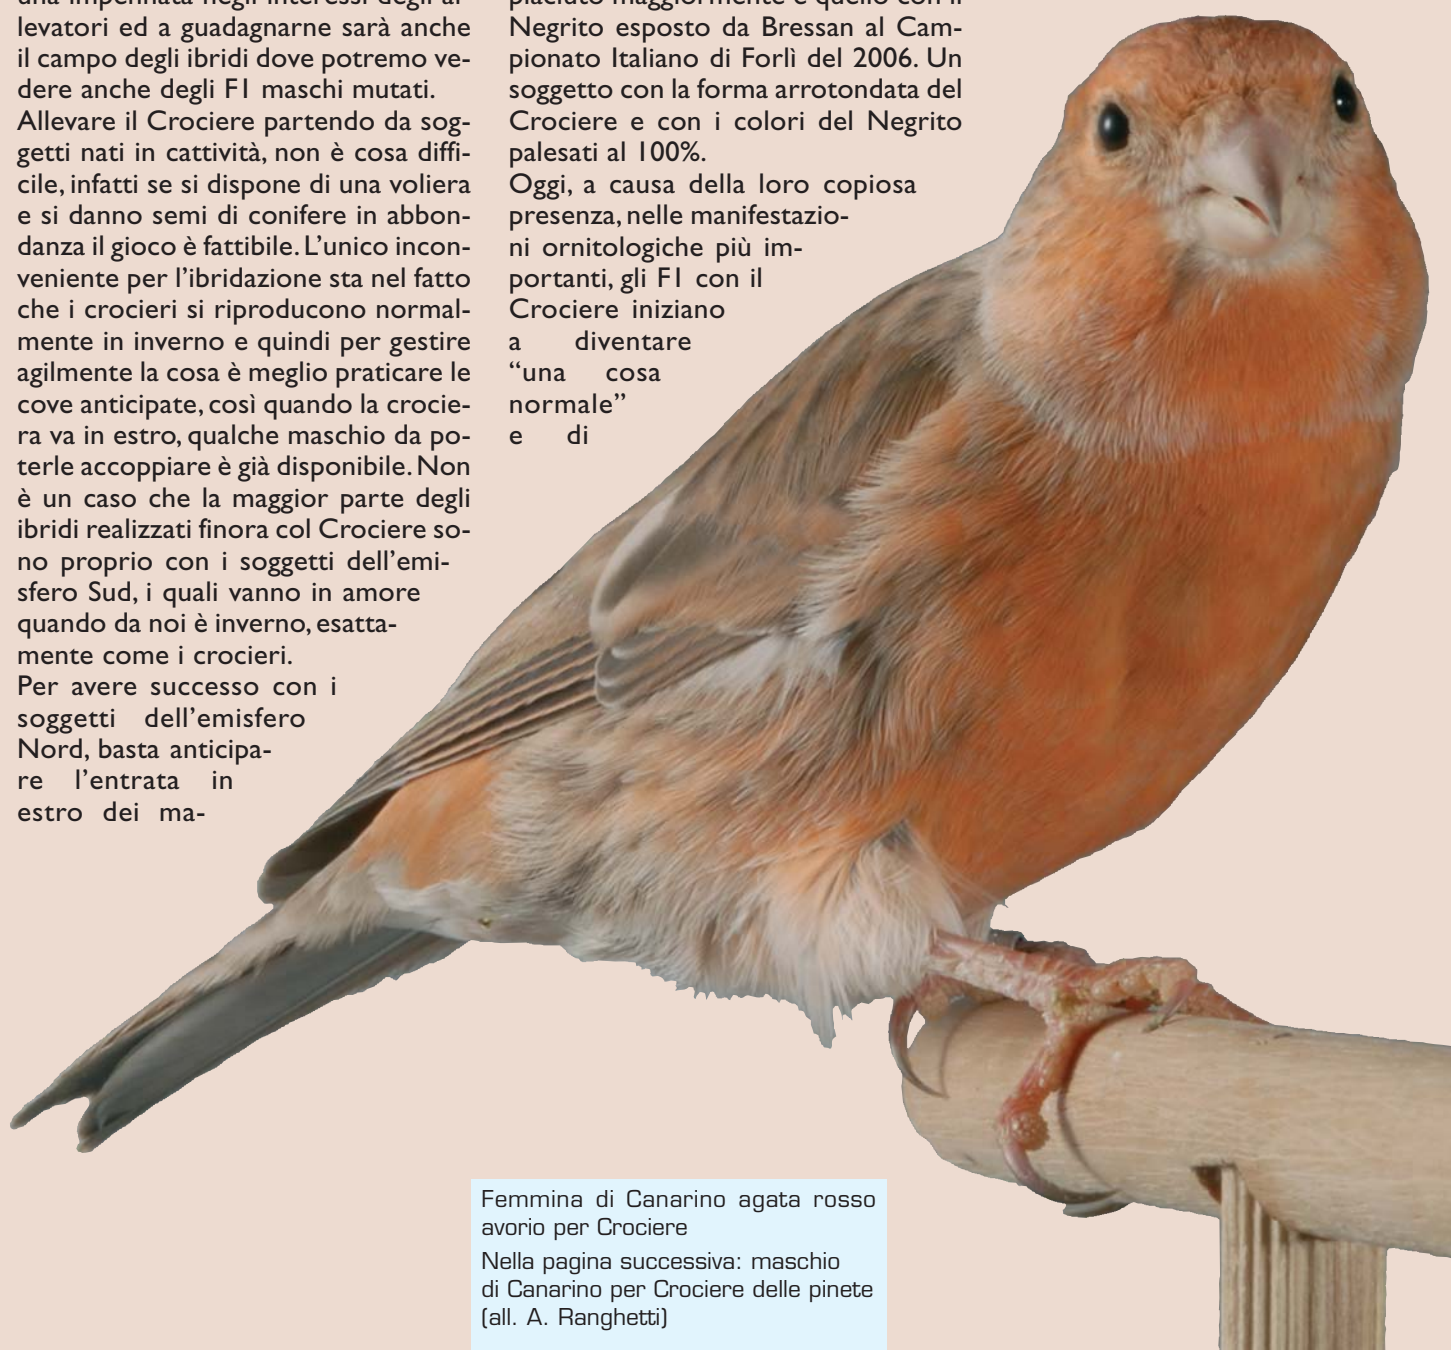 una impennata negli interessi degli al-
levatori ed a guadagnarne sarà anche
il campo degli ibridi dove potremo ve-
dere anche degli F1 maschi mutati.
Allevare il Crociere partendo da sog-
getti nati in cattività, non è cosa diffi-
cile, infatti se si dispone di una voliera
e si danno semi di conifere in abbon-
danza il gioco è fattibile. L'unico incon-
veniente per l'ibridazione sta nel fatto
che i crocieri si riproducono normal-
mente in inverno e quindi per gestire
agilmente la cosa è meglio praticare le
cove anticipate, così quando la crocie-
ra va in estro, qualche maschio da po-
terle accoppiare è già disponibile. Non
è un caso che la maggior parte degli
ibridi realizzati finora col Crociere so-
no proprio con i soggetti dell'emi-
sfero Sud, i quali vanno in amore
quando da noi è inverno, esatta-
mente come i crocieri.
Per avere successo con i
soggetti dell'emisfero
Nord, basta anticipa-
re l'entrata in
estro dei ma-
piaciuto maggiormente è quello con il
Negrito esposto da Bressan al Cam-
pionato Italiano di Forlì del 2006. Un
soggetto con la forma arrotondata del
Crociere e con i colori del Negrito
palesati al 100%.
Oggi, a causa della loro copiosa
presenza, nelle manifestazio-
ni ornitologiche più im-
portanti, gli F1 con il
Crociere iniziano
a diventare
“una cosa
normale”
e di
Femmina di Canarino agata rosso
avorio per Crociere
Nella pagina successiva: maschio
di Canarino per Crociere delle pinete
(all. A. Ranghetti)